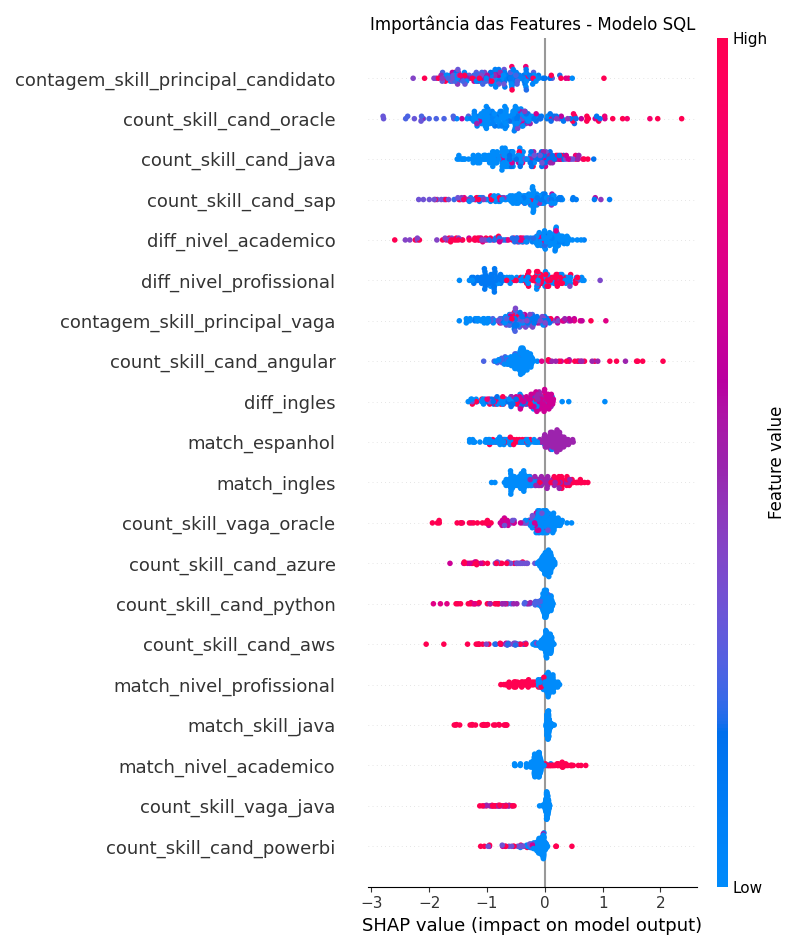 Importância das Features - Modelo SQL
High
contagem_skill_principal_candidato
count_skill_cand_oracle
count_skill_cand_java
count_skill_cand_sap
diff_nivel_academico
diff_nivel_profissional
contagem_skill_principal_vaga
count_skill_cand_angular
diff_ingles
match_espanhol
match_ingles
count_skill_vaga_oracle
count_skill_cand_azure
count_skill_cand_python
count_skill_cand_aws
match_nivel_profissional
match_skill_java
match_nivel_academico
count_skill_vaga_java
count_skill_cand_powerbi
Feature value
Low
−3 −2 −1 0 1 2
SHAP value (impact on model output)